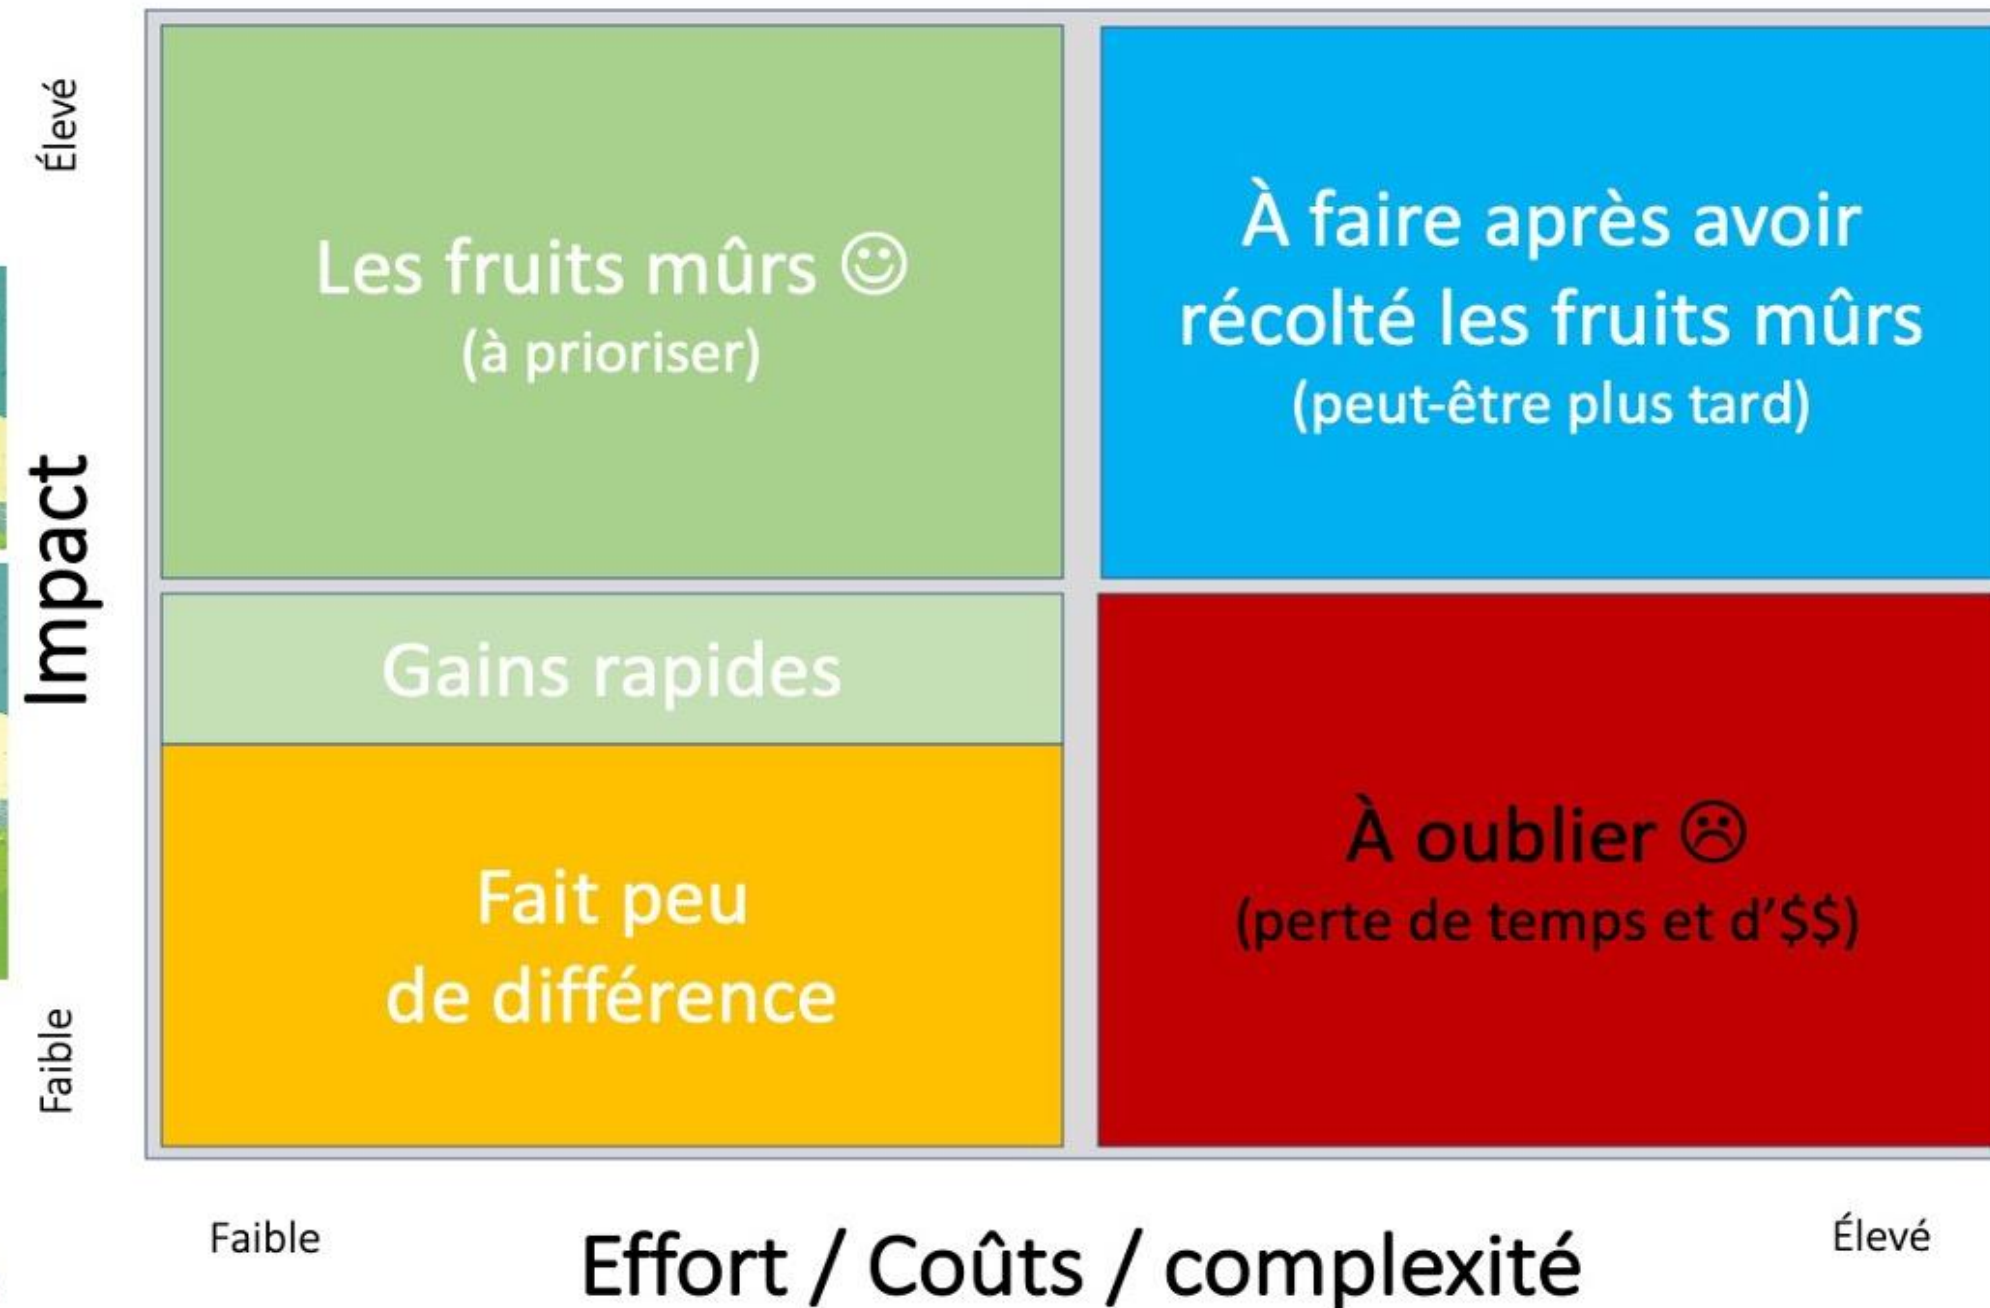 Élevé
Les fruits mûrs ☺
(à prioriser)
À faire après avoir
récolté les fruits mûrs
(peut-être plus tard)
Impact
Gains rapides
Fait peu
de différence
À oublier ☹
(perte de temps et d'$$)
Faible
Faible
Effort / Coûts / complexité
Élevé